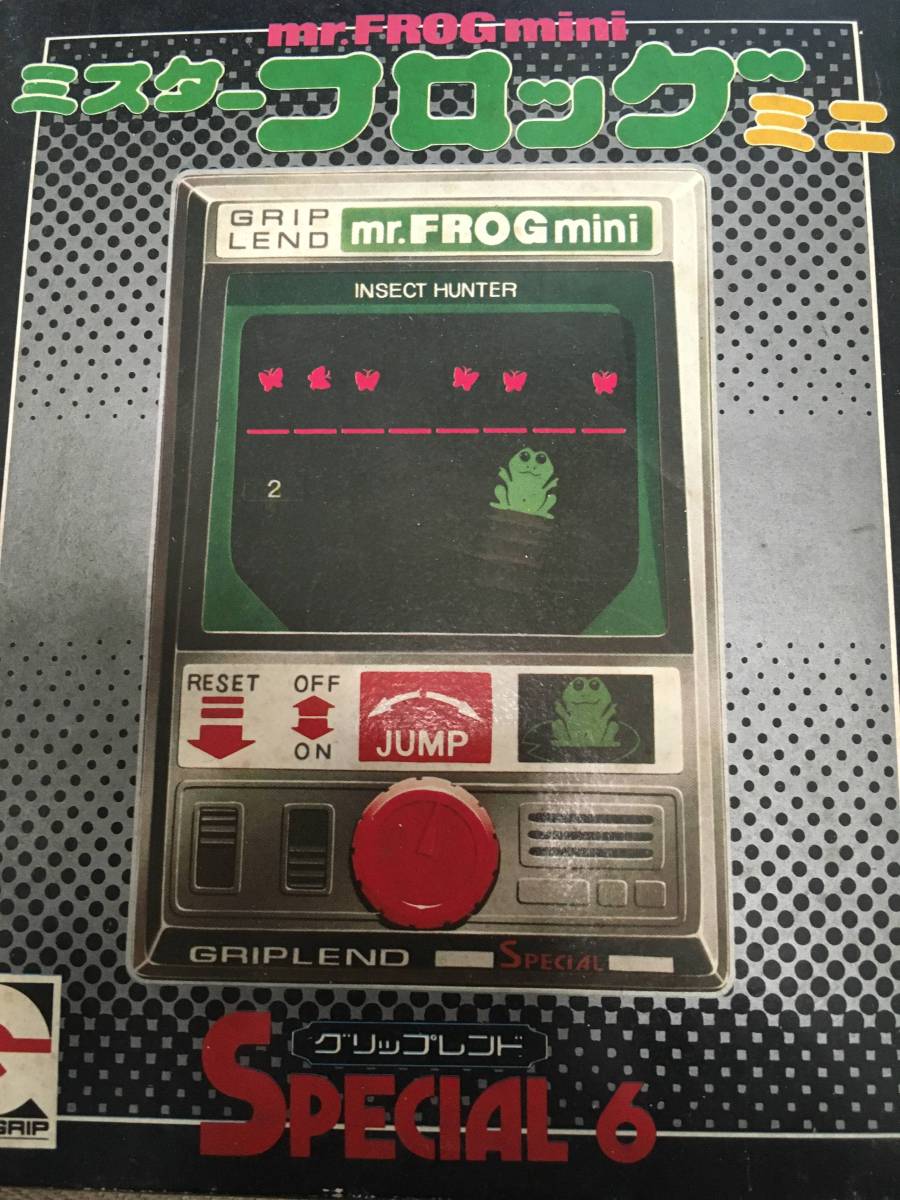 mr.FROG mini
ミスターフロッグミニ
GRIP
LEND
mr.FROG mini
INSECT HUNTER
2
RESET
OFF
ON
JUMP
GRIPLEND
SPECIAL
グリップレンド
SPECIAL 6
GRIP